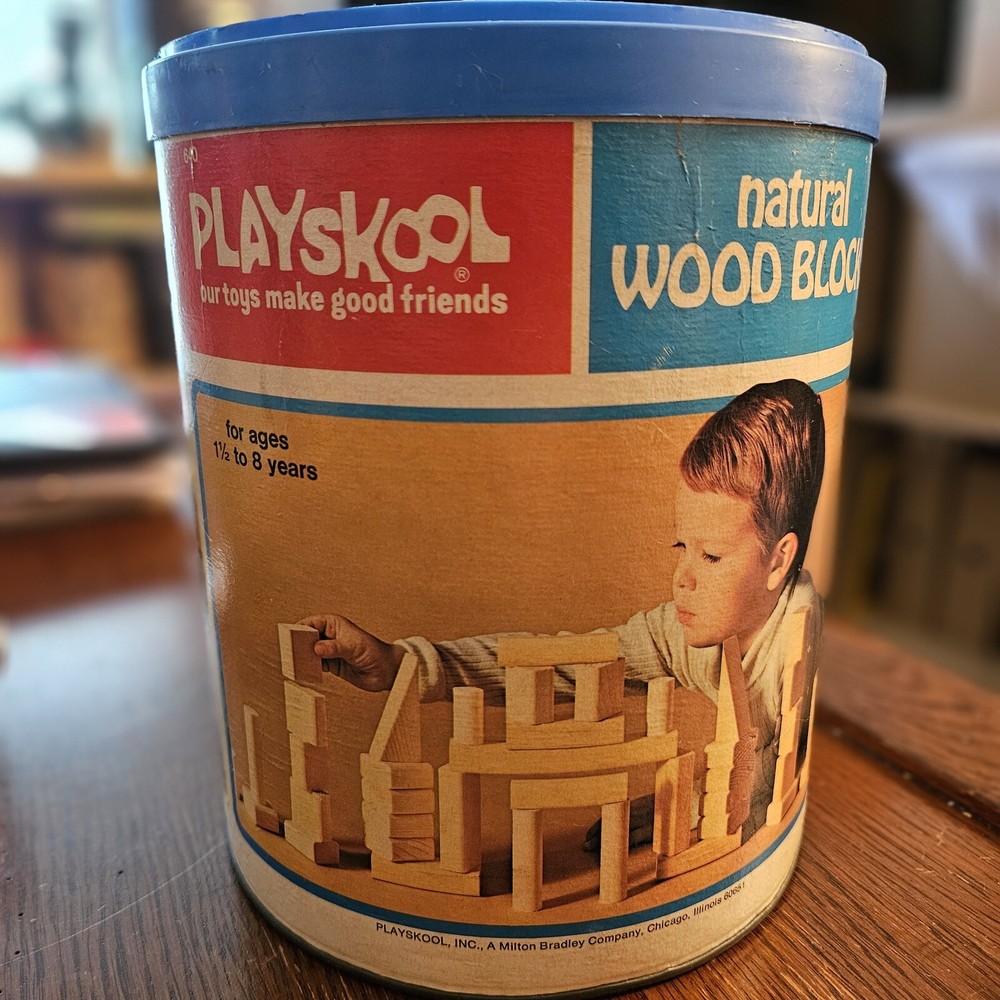 640
PLAYSKOOL ®
our toys make good friends
natural
WOOD BLOC
for ages
1½ to 8 years
PLAYSKOOL, INC., A Milton Bradley Company, Chicago, Illinois 60651